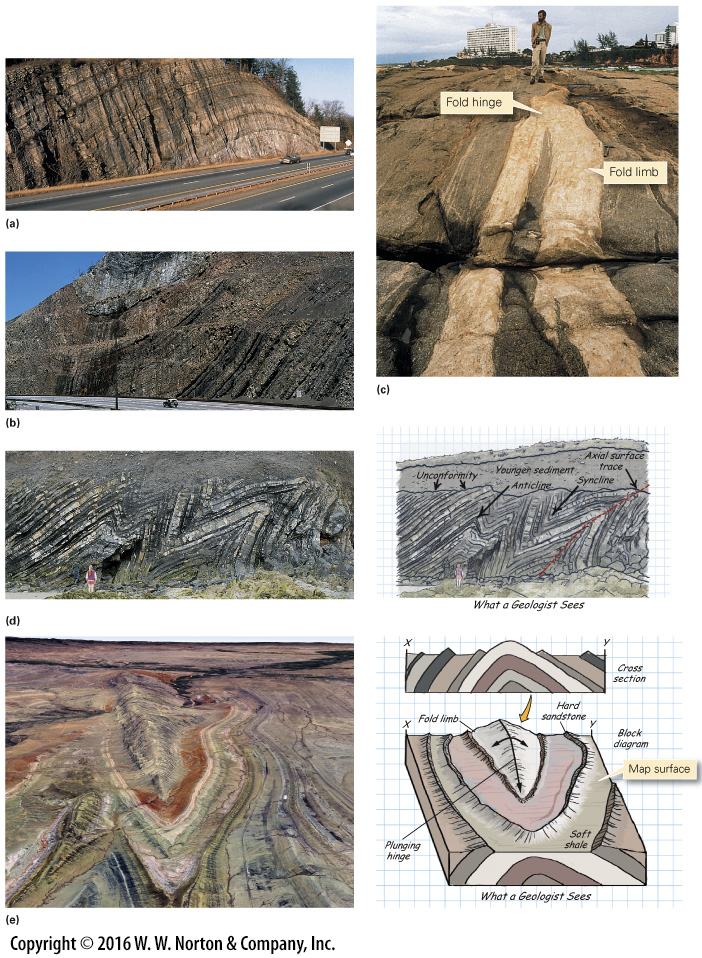 (a)
(b)
Fold hinge
Fold limb
(c)
(d)
Unconformity
Younger sediment
Axial surface
trace
Anticline
Syncline
What a Geologist Sees
(e)
X
Y
Cross
section
Fold limb
Hard
sandstone
X
Y
Block
diagram
Map surface
Plunging
hinge
Soft
shale
What a Geologist Sees
Copyright © 2016 W. W. Norton & Company, Inc.